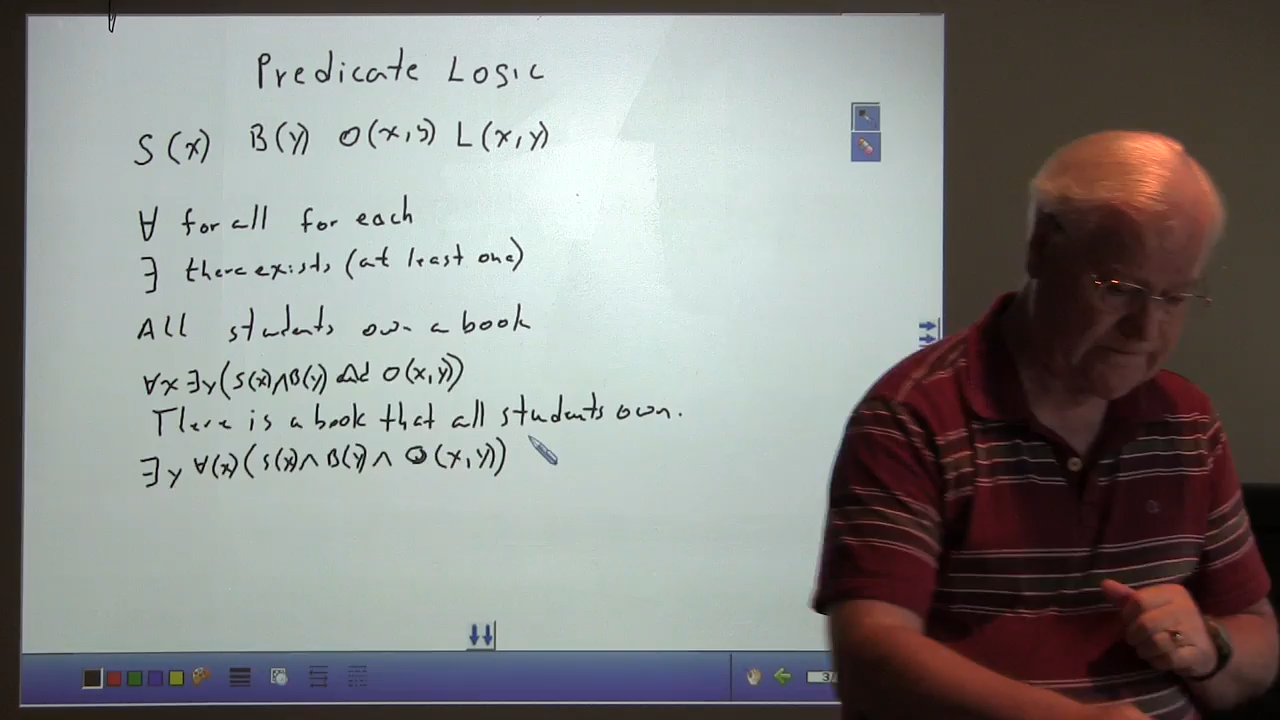 Predicate Logic
S(x) B(y) O(x,y) L(x,y)
∀ for all for each
∃ there exists (at least one)
All students own a book
∀x ∃y (S(x)∧B(y) O(x,y))
There is a book that all students own.
∃y ∀(x) (S(x)∧ B(y)∧ O(x,y))
3/